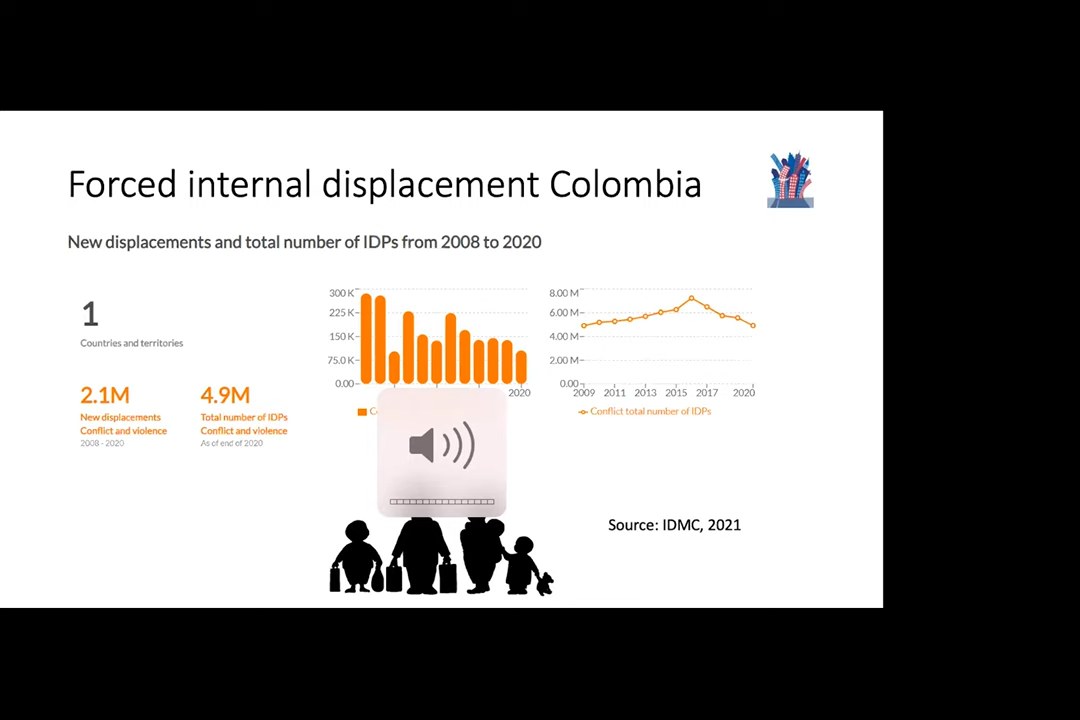 Forced internal displacement Colombia
New displacements and total number of IDPs from 2008 to 2020
1
Countries and territories
2.1M
New displacements
Conflict and violence
2008 - 2020
4.9M
Total number of IDPs
Conflict and violence
As of end of 2020
300 K
225 K
150 K
75.0 K
0.00
2020
8.00 M
6.00 M
4.00 M
2.00 M
0.00
2009 2011 2013 2015 2017 2020
Conflict total number of IDPs
Source: IDMC, 2021